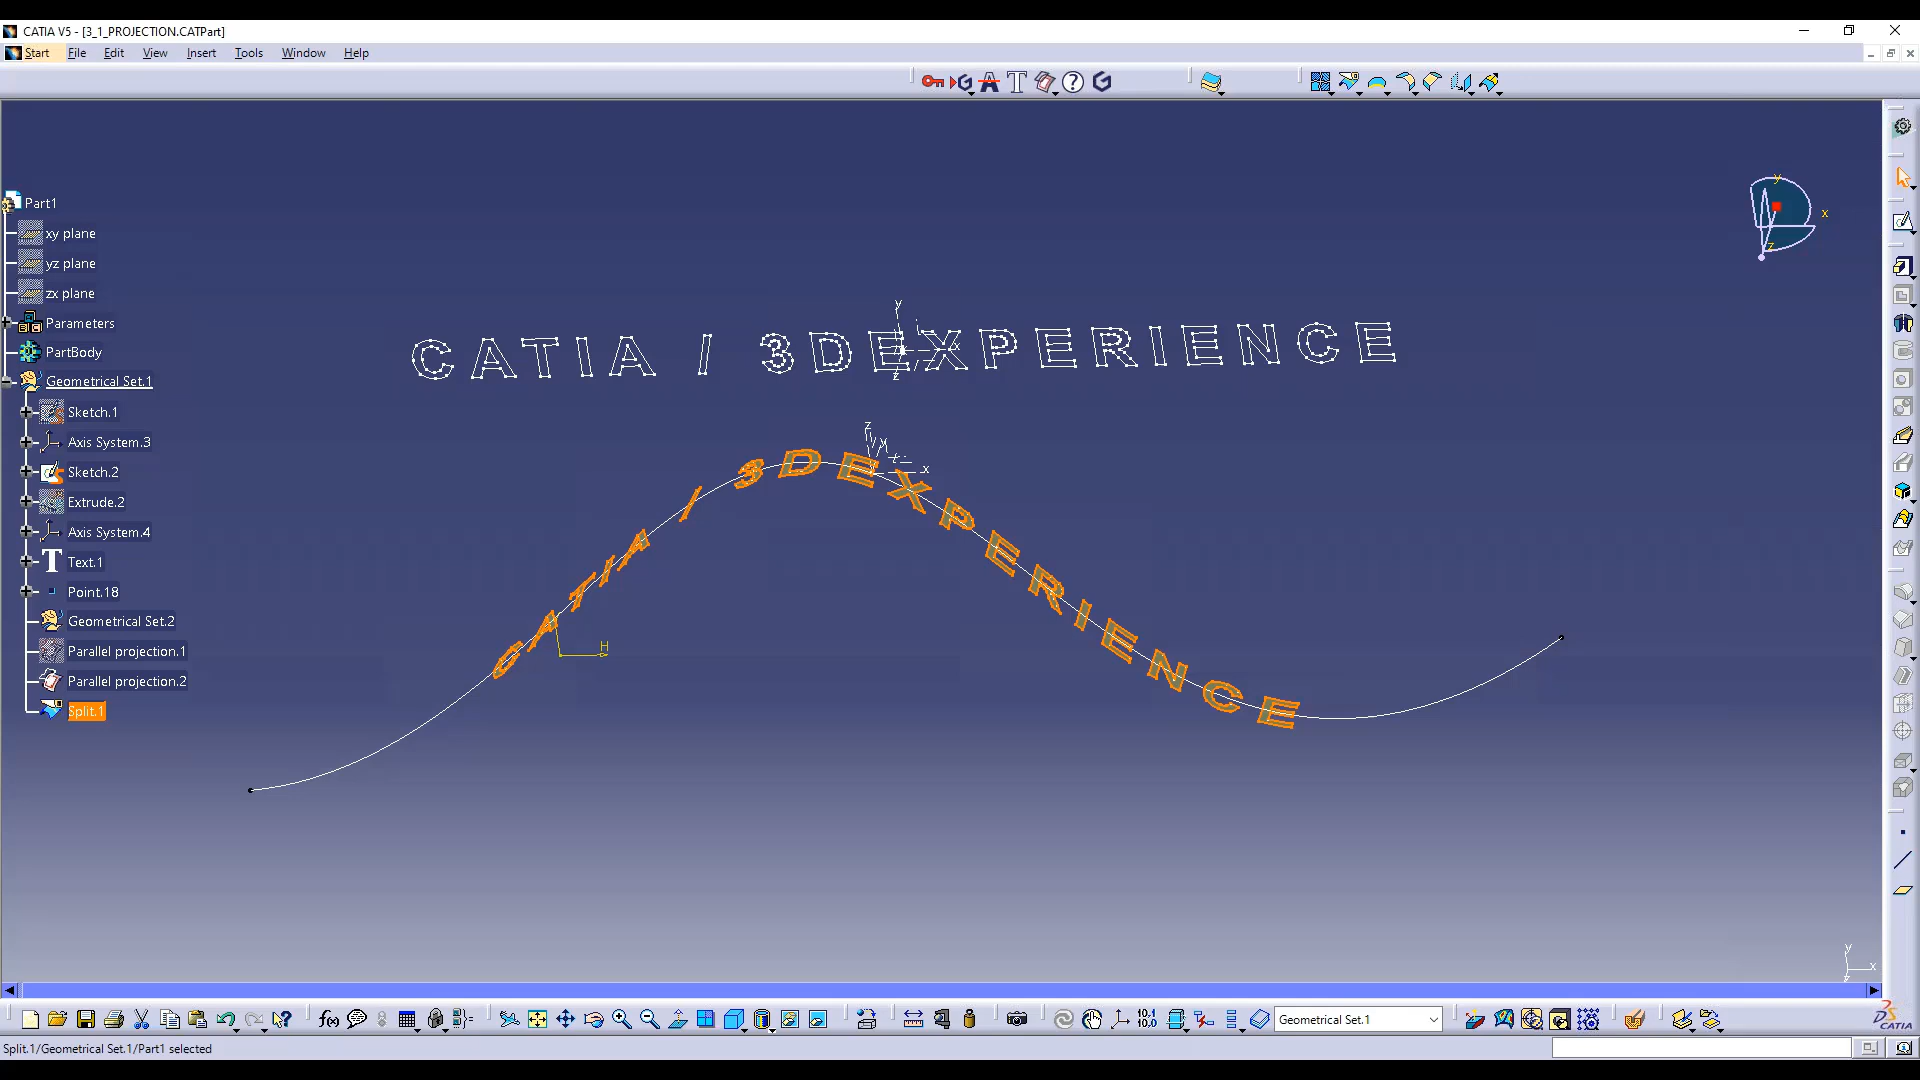 CATIA V5 - [3_1_PROJECTION.CATPart]
Start File Edit View Insert Tools Window Help
Part1
xy plane
yz plane
zx plane
Parameters
PartBody
Geometrical Set.1
Sketch.1
Axis System.3
Sketch.2
Extrude.2
Axis System.4
Text.1
Point.18
Geometrical Set.2
Parallel projection.1
Parallel projection.2
Split.1
y
x
z
y
z
CATIA / 3DEXPERIENCE
z
x
CATIA / 3DEXPERIENCE
H
y
x
Geometrical Set.1
CATIA
Split.1/Geometrical Set.1/Part1 selected